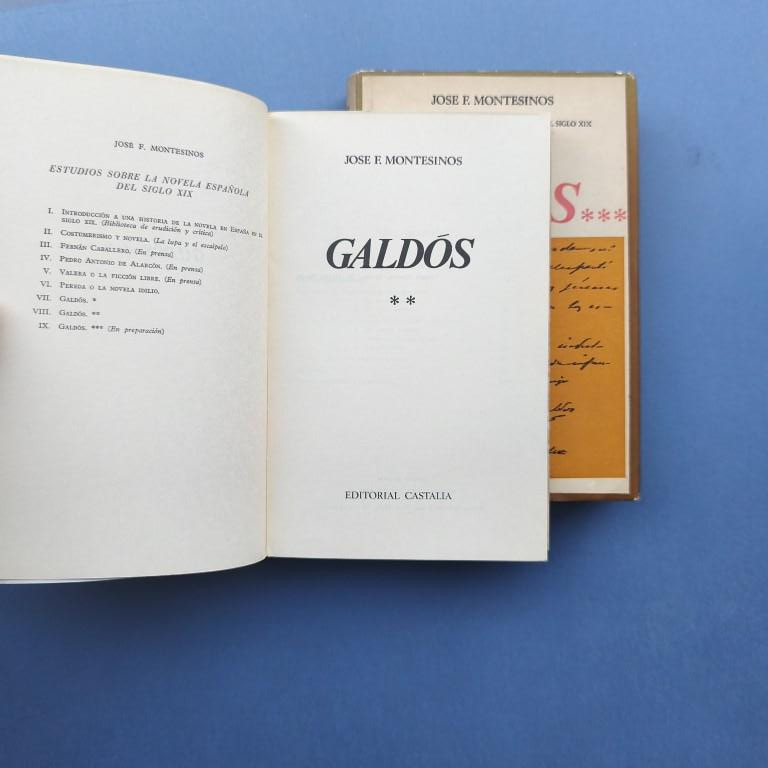 JOSÉ F. MONTESINOS
ESTUDIOS SOBRE LA NOVELA ESPAÑOLA
DEL SIGLO XIX
I. INTRODUCCIÓN A UNA HISTORIA DE LA NOVELA EN ESPAÑA EN EL
SIGLO XIX. (Biblioteca de erudición y crítica)
II. COSTUMBRISMO Y NOVELA. (La lupa y el escalpelo)
III. FERNÁN CABALLERO. (En prensa)
IV. PEDRO ANTONIO DE ALARCÓN. (En prensa)
V. VALERA O LA FICCIÓN LIBRE. (En prensa)
VI. PEREDA O LA NOVELA IDILIO.
VII. GALDÓS. *
VIII. GALDÓS. **
IX. GALDÓS. *** (En preparación)
JOSE F. MONTESINOS
GALDÓS
**
EDITORIAL CASTALIA
JOSE F. MONTESINOS
SIGLO XIX
S***